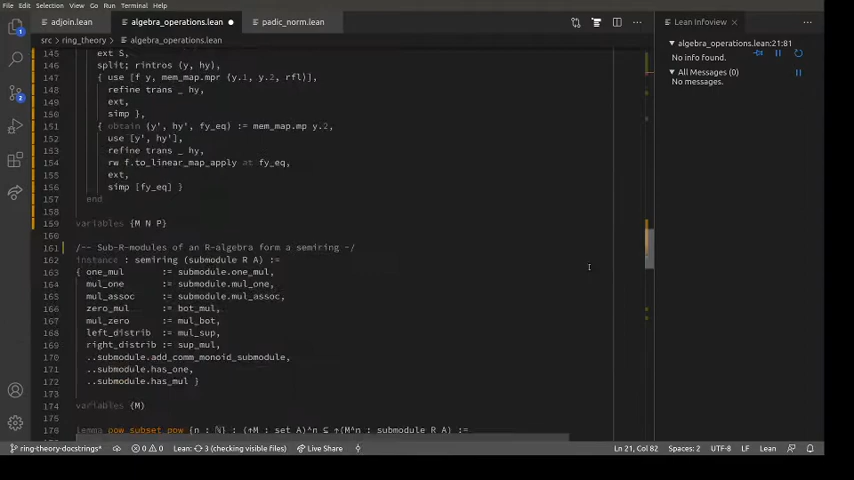 File Edit Selection View Go Run Terminal Help
adjoin.lean algebra_operations.lean padic_norm.lean Lean Infoview
src > ring_theory > algebra_operations.lean
algebra_operations.lean:21:81
No info found.
All Messages (0)
No messages.
145 ext S,
146 split; rintros ⟨y, hy⟩,
147 { use [f y, mem_map.mpr ⟨y.1, y.2, rfl⟩],
148 refine trans _ hy,
149 ext,
150 simp },
151 { obtain ⟨y', hy', fy_eq⟩ := mem_map.mp y.2,
152 use [y', hy'],
153 refine trans _ hy,
154 rw f.to_linear_map_apply at fy_eq,
155 ext,
156 simp [fy_eq] }
157 end
158
159 variables {M N P}
160
161 /-- Sub-R-modules of an R-algebra form a semiring -/
162 instance : semiring (submodule R A) :=
163 { one_mul := submodule.one_mul,
164 mul_one := submodule.mul_one,
165 mul_assoc := submodule.mul_assoc,
166 zero_mul := bot_mul,
167 mul_zero := mul_bot,
168 left_distrib := mul_sup,
169 right_distrib := sup_mul,
170 ..submodule.add_comm_monoid_submodule,
171 ..submodule.has_one,
172 ..submodule.has_mul }
173
174 variables (M)
175
176 lemma pow_subset_pow {n : ℕ} : (↑M : set A)^n ⊆ ↑(M^n : submodule R A) :=
2
ring-theory-docstrings* 0 0 Lean: 3 (checking visible files) Live Share Ln 21, Col 82 Spaces: 2 UTF-8 LF Lean